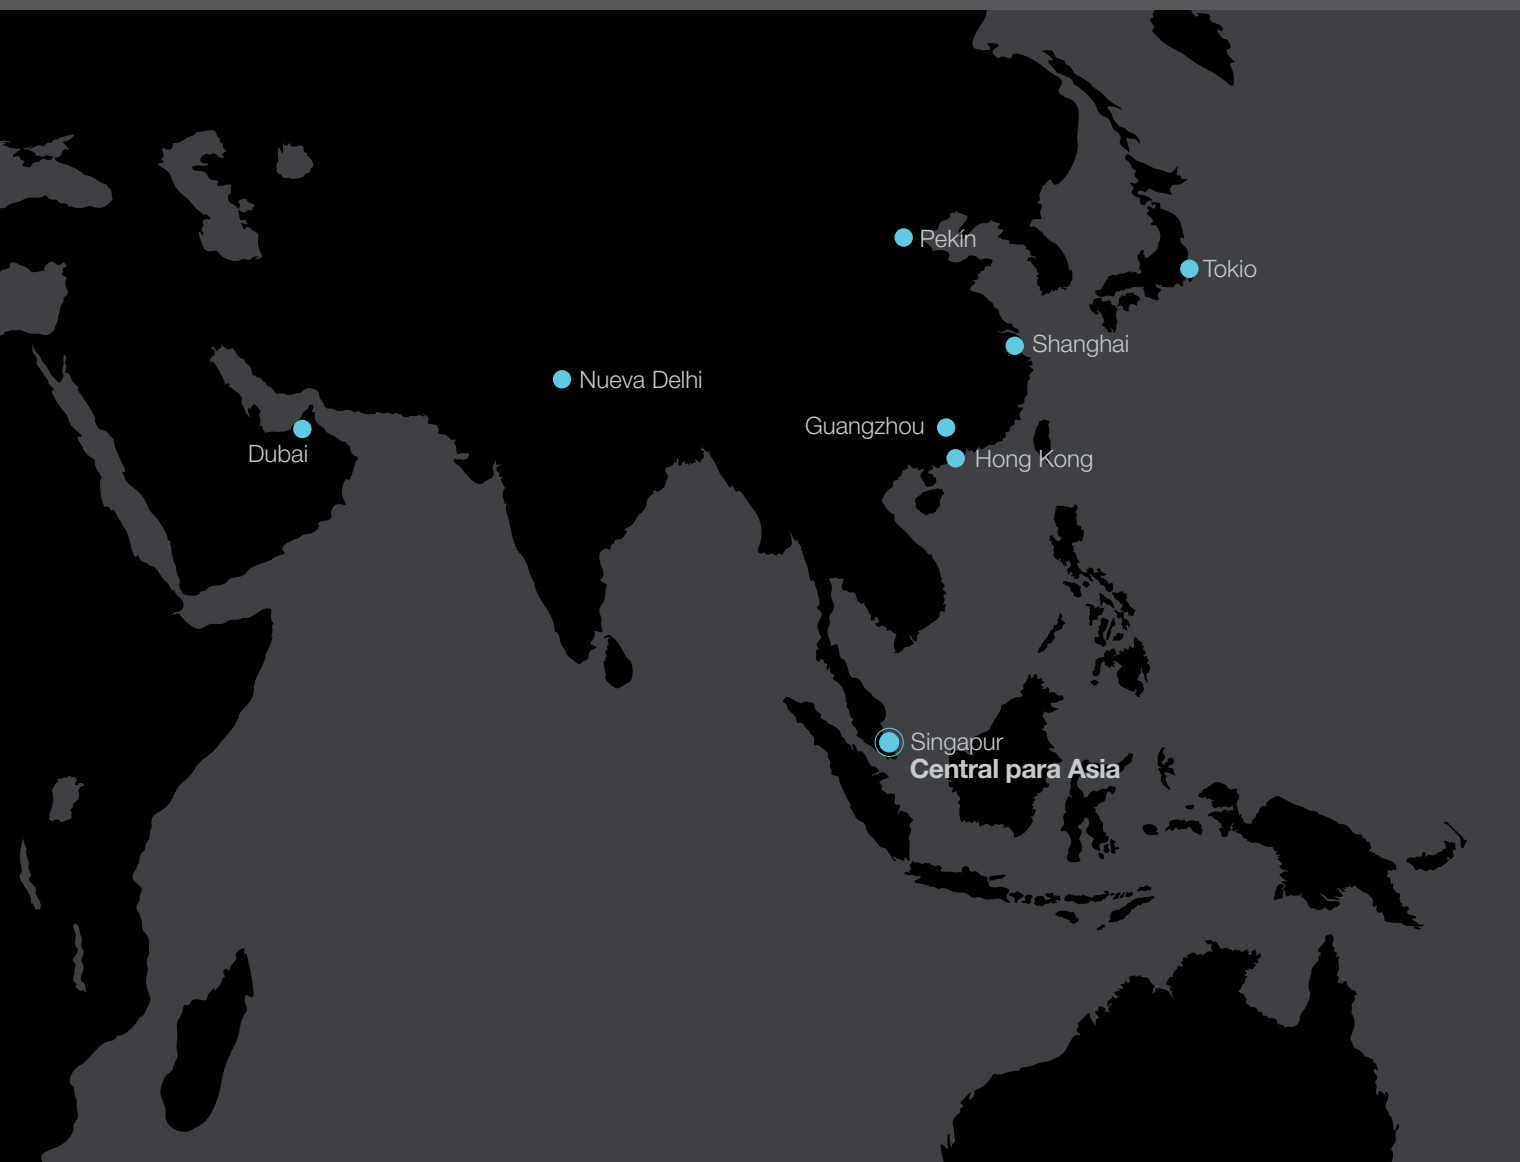 Pekín
Tokio
Shanghai
Nueva Delhi
Guangzhou
Dubai
Hong Kong
Singapur
Central para Asia